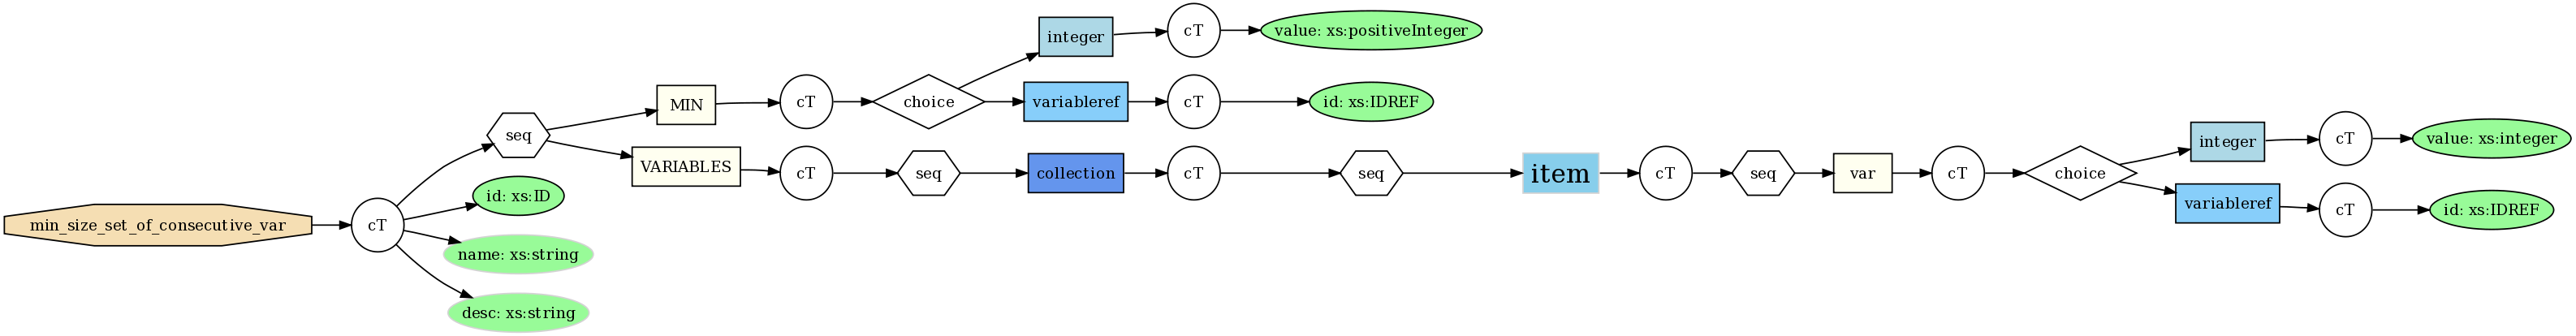 min_size_set_of_consecutive_var
cT
seq
MIN
cT
choice
integer
cT
value: xs:positiveInteger
variableref
cT
id: xs:IDREF
VARIABLES
cT
seq
collection
cT
seq
item
cT
seq
var
cT
choice
integer
cT
value: xs:integer
variableref
cT
id: xs:IDREF
id: xs:ID
name: xs:string
desc: xs:string